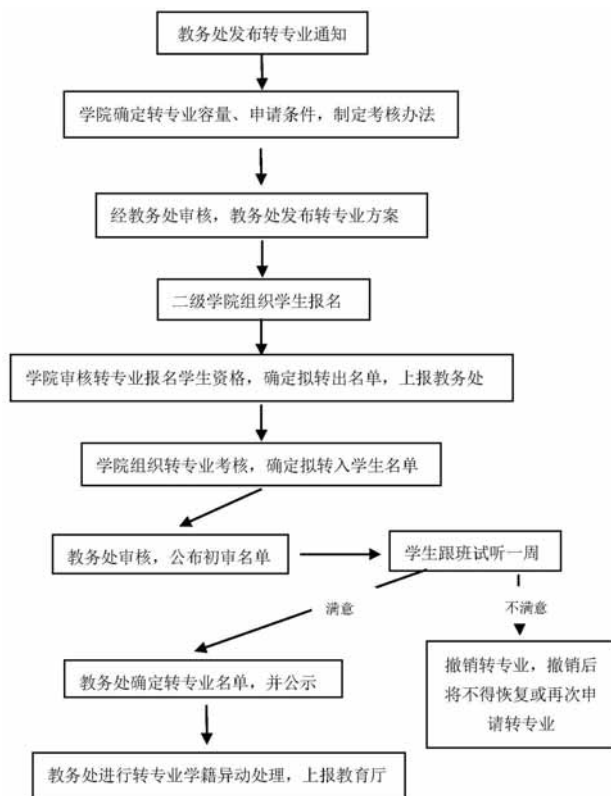 教务处发布转专业通知
学院确定转专业容量、申请条件，制定考核办法
经教务处审核，教务处发布转专业方案
二级学院组织学生报名
学院审核转专业报名学生资格，确定拟转出名单，上报教务处
学院组织转专业考核，确定拟转入学生名单
教务处审核，公布初审名单
学生跟班试听一周
满意
不满意
教务处确定转专业名单，并公示
撤销转专业，撤销后
将不得恢复或再次申
请转专业
教务处进行转专业学籍异动处理，上报教育厅